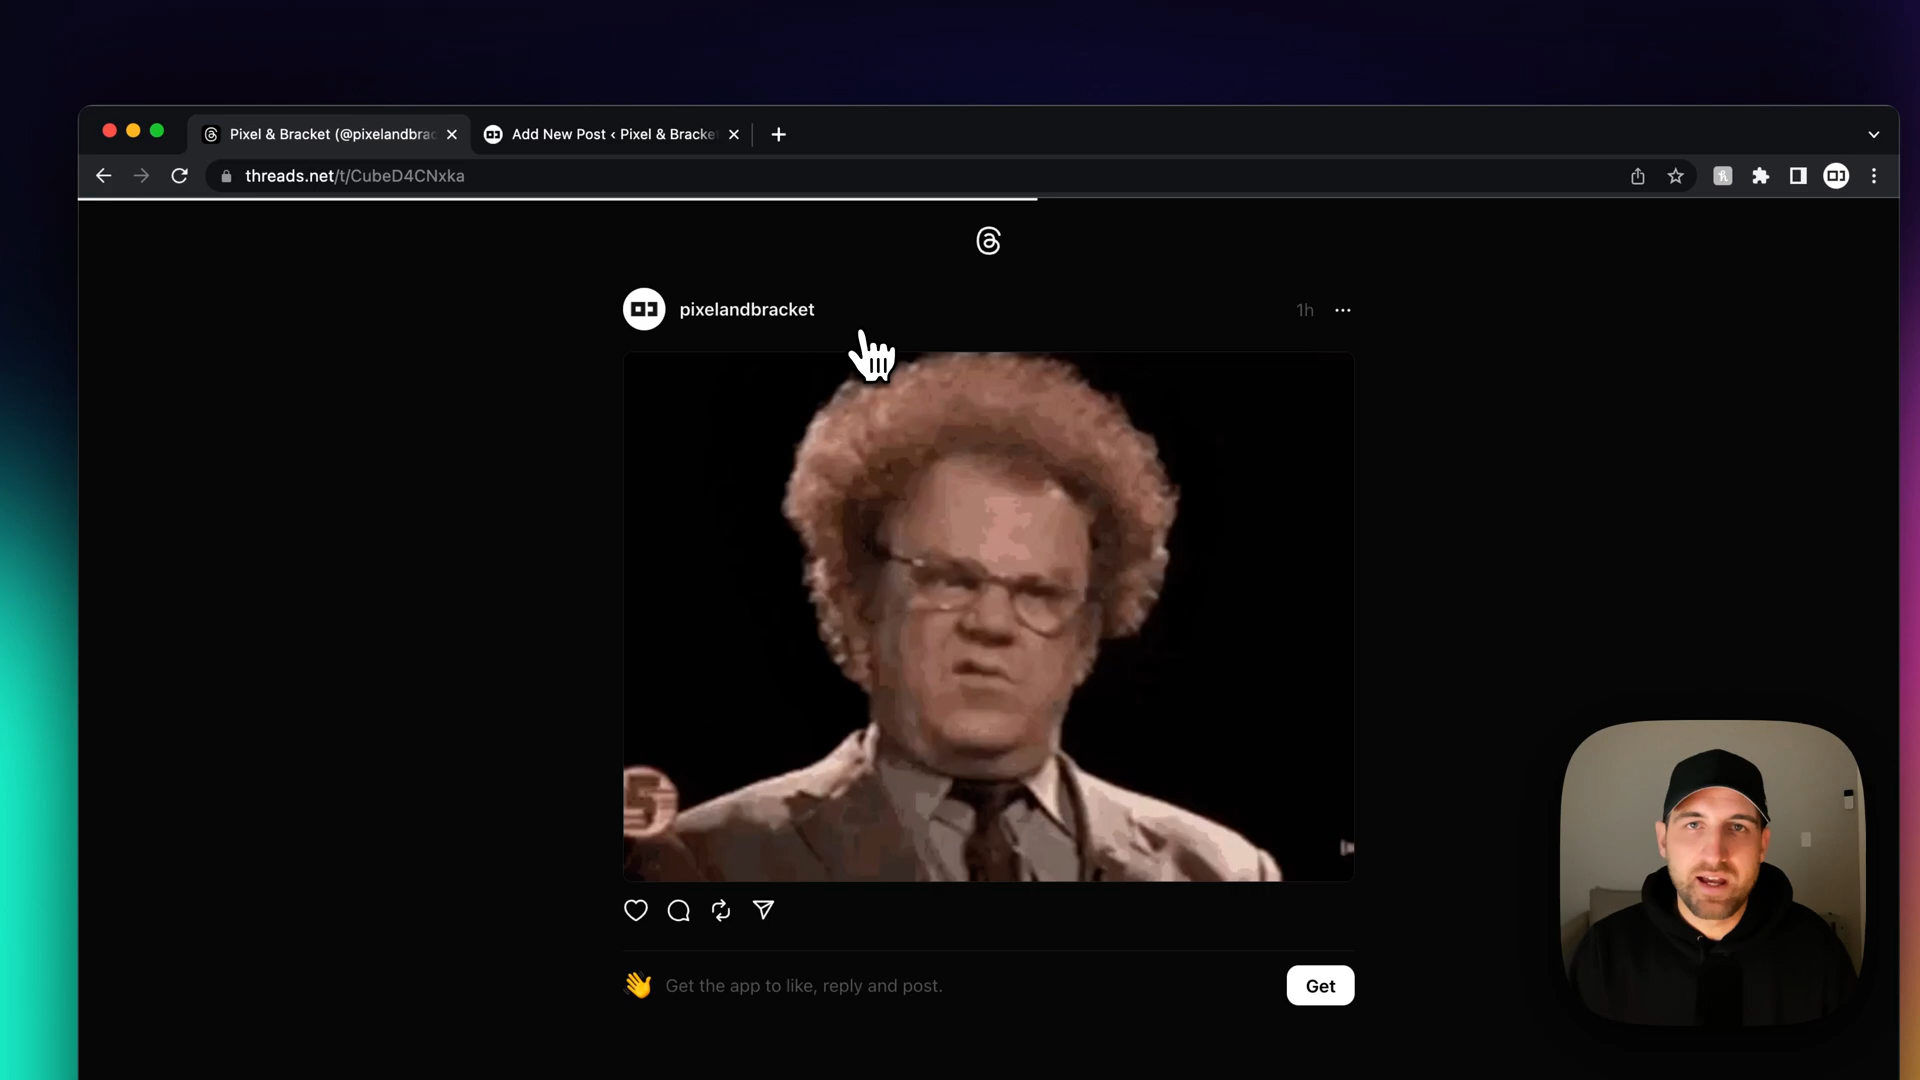 Pixel & Bracket (@pixelandbrac
Add New Post ‹ Pixel & Bracke
threads.net/t/CubeD4CNxka
pixelandbracket
1h
5
Get the app to like, reply and post.
Get